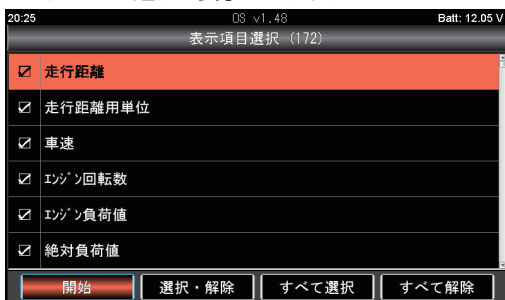 20:25 OS v1.48 Batt: 12.05 V
表示項目選択 (172)
走行距離
走行距離用単位
車速
ｴﾝｼﾞﾝ回転数
ｴﾝｼﾞﾝ負荷値
絶対負荷値
開始 選択・解除 すべて選択 すべて解除